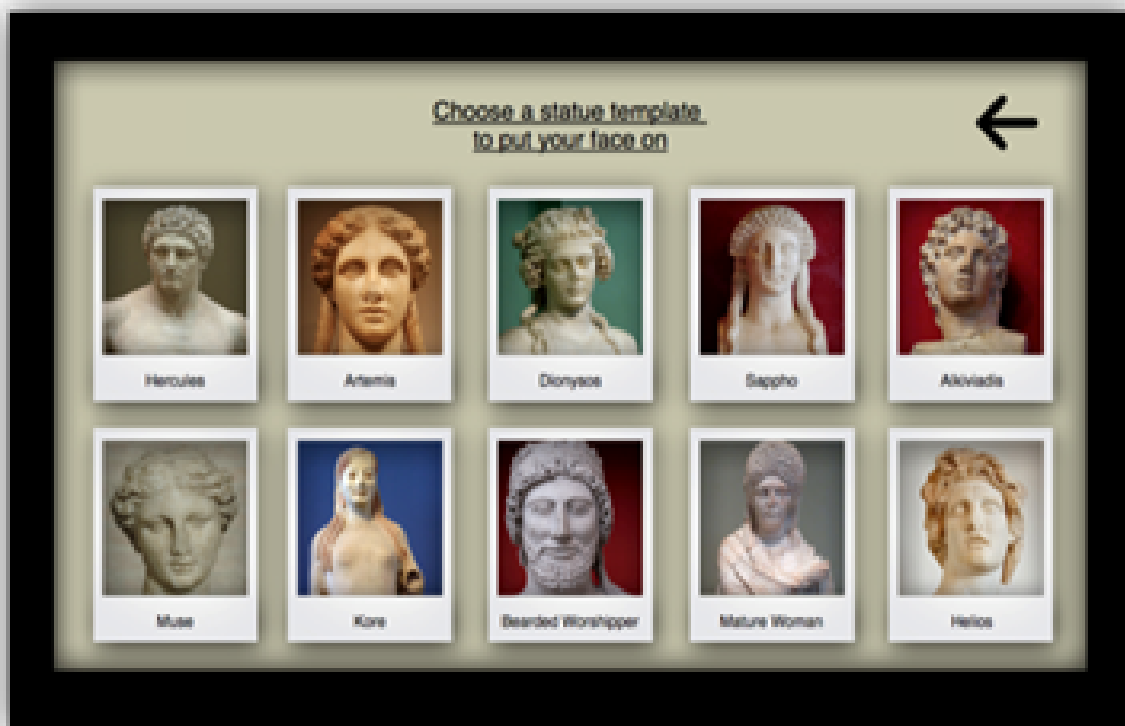 Choose a statue template
to put your face on
Hercules
Artemis
Dionysos
Sappho
Alkiviadis
Muse
Kore
Bearded Worshipper
Mature Woman
Helios